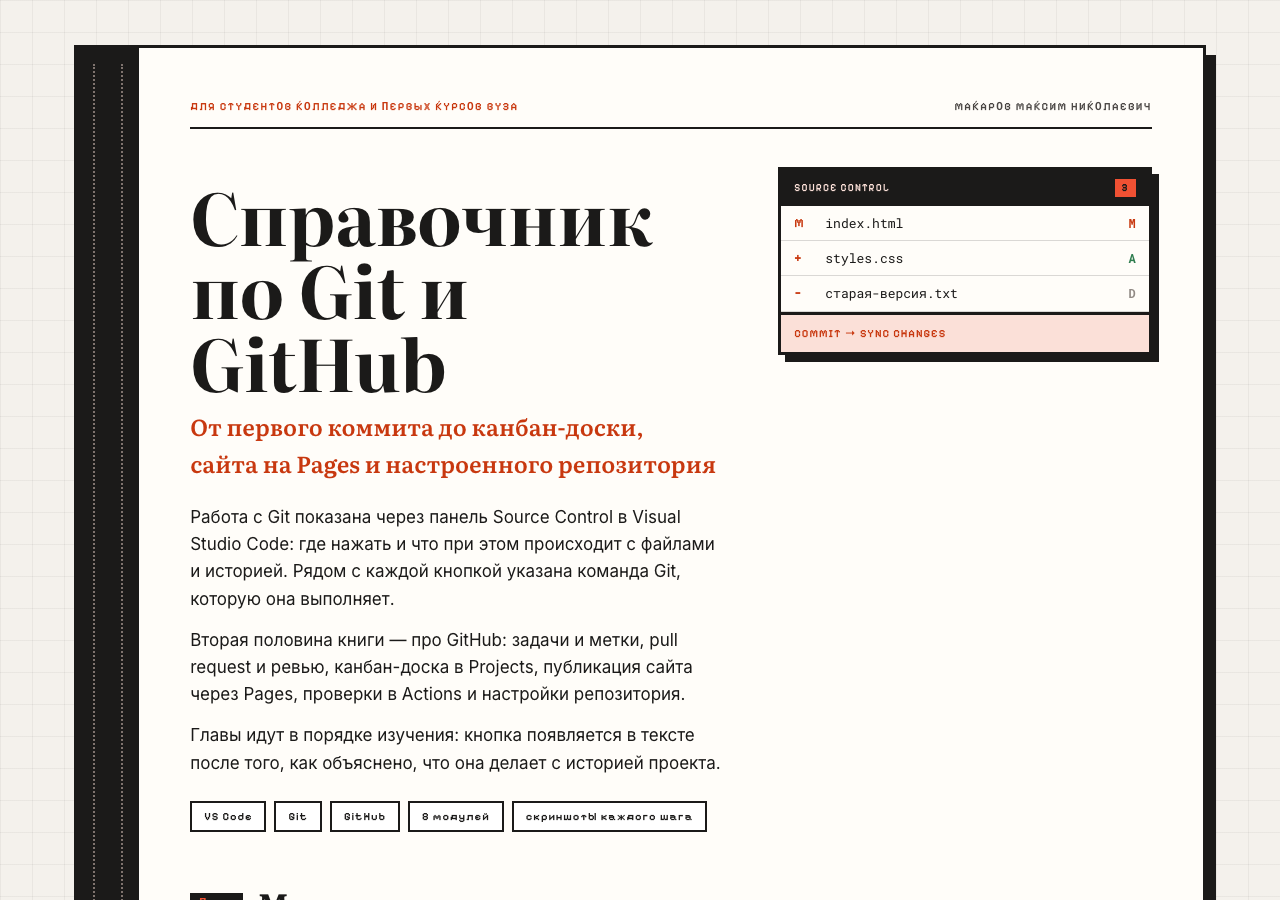 ДЛЯ СТУДЕНТОВ КОЛЛЕДЖА И ПЕРВЫХ КУРСОВ ВУЗА
МАКАРОВ МАКСИМ НИКОЛАЕВИЧ
Справочник
по Git и
GitHub
SOURCE CONTROL 3
M index.html M
+ styles.css A
− старая-версия.txt D
COMMIT → SYNC CHANGES
От первого коммита до канбан-доски,
сайта на Pages и настроенного репозитория
Работа с Git показана через панель Source Control в Visual
Studio Code: где нажать и что при этом происходит с файлами
и историей. Рядом с каждой кнопкой указана команда Git,
которую она выполняет.
Вторая половина книги — про GitHub: задачи и метки, pull
request и ревью, канбан-доска в Projects, публикация сайта
через Pages, проверки в Actions и настройки репозитория.
Главы идут в порядке изучения: кнопка появляется в тексте
после того, как объяснено, что она делает с историей проекта.
VS Code Git GitHub 8 модулей скриншоты каждого шага